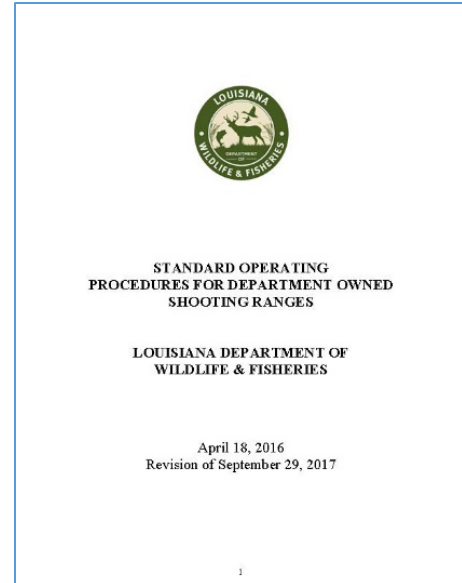 LOUISIANA
DEPARTMENT
OF
WILDLIFE & FISHERIES
STANDARD OPERATING
PROCEDURES FOR DEPARTMENT OWNED
SHOOTING RANGES
LOUISIANA DEPARTMENT OF
WILDLIFE & FISHERIES
April 18, 2016
Revision of September 29, 2017
1